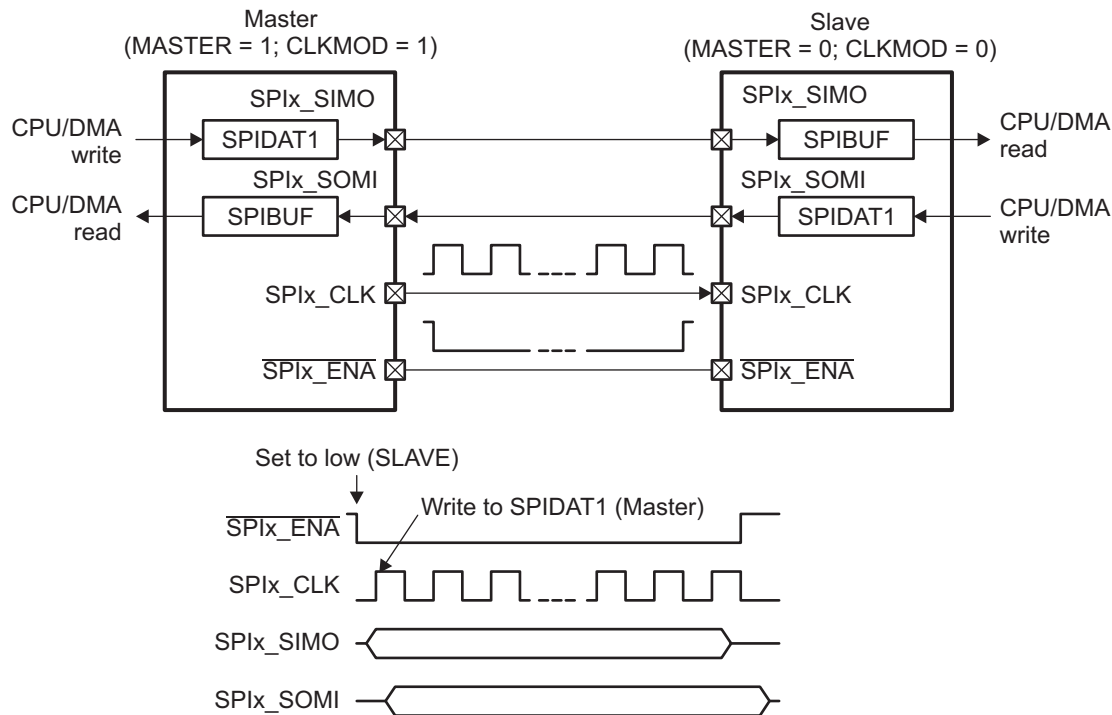 Master
(MASTER = 1; CLKMOD = 1)
Slave
(MASTER = 0; CLKMOD = 0)
SPIx_SIMO
SPIx_SIMO
CPU/DMA
write
SPIDAT1
SPIBUF
CPU/DMA
read
SPIx_SOMI
SPIx_SOMI
CPU/DMA
read
SPIBUF
SPIDAT1
CPU/DMA
write
SPIx_CLK
SPIx_CLK
SPIx_ENA
SPIx_ENA
Set to low (SLAVE)
Write to SPIDAT1 (Master)
SPIx_ENA
SPIx_CLK
SPIx_SIMO
SPIx_SOMI